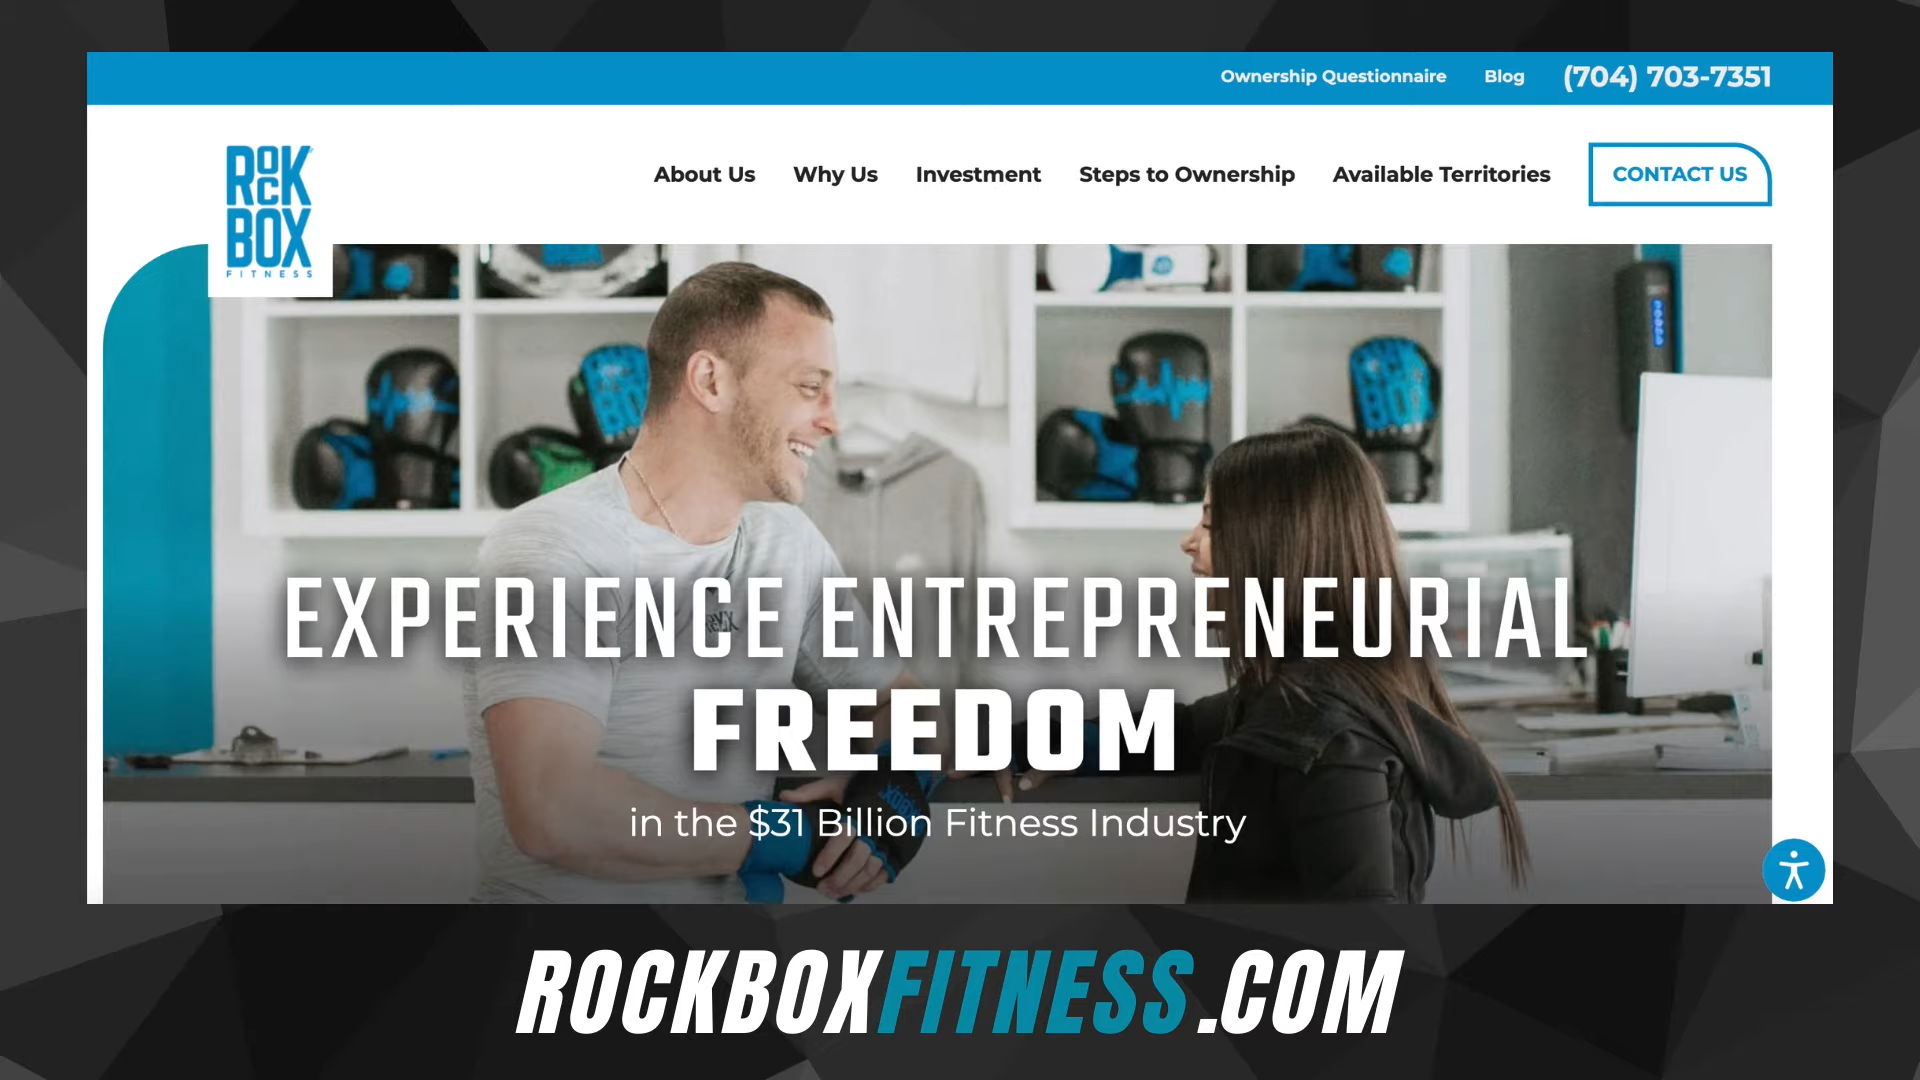 Ownership Questionnaire Blog (704) 703-7351
ROCK
BOX
FITNESS
About Us Why Us Investment Steps to Ownership Available Territories CONTACT US
EXPERIENCE ENTREPRENEURIAL
FREEDOM
in the $31 Billion Fitness Industry
ROCKBOXFITNESS.COM